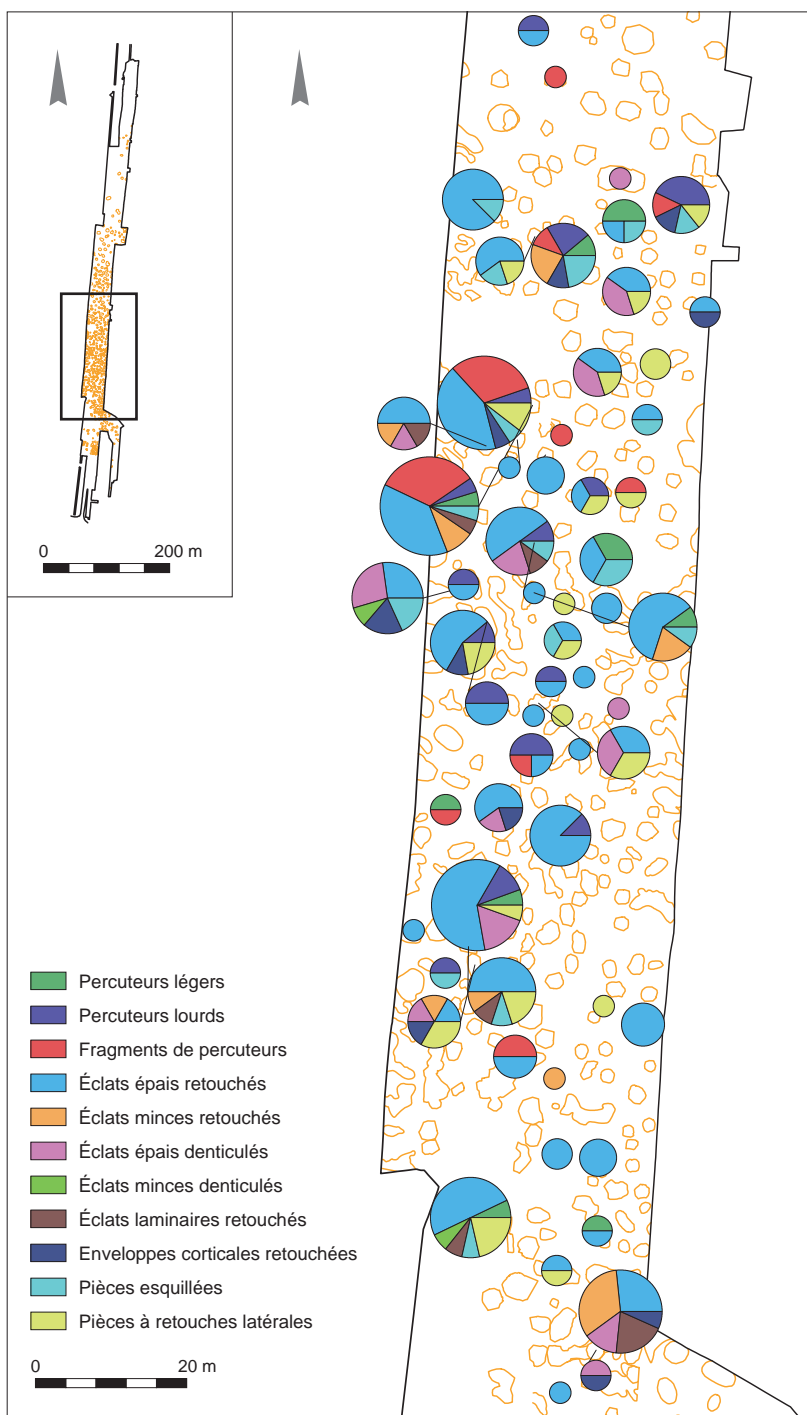 0 200 m
Percuteurs légers
Percuteurs lourds
Fragments de percuteurs
Éclats épais retouchés
Éclats minces retouchés
Éclats épais denticulés
Éclats minces denticulés
Éclats laminaires retouchés
Enveloppes corticales retouchées
Pièces esquillées
Pièces à retouches latérales
0 20 m